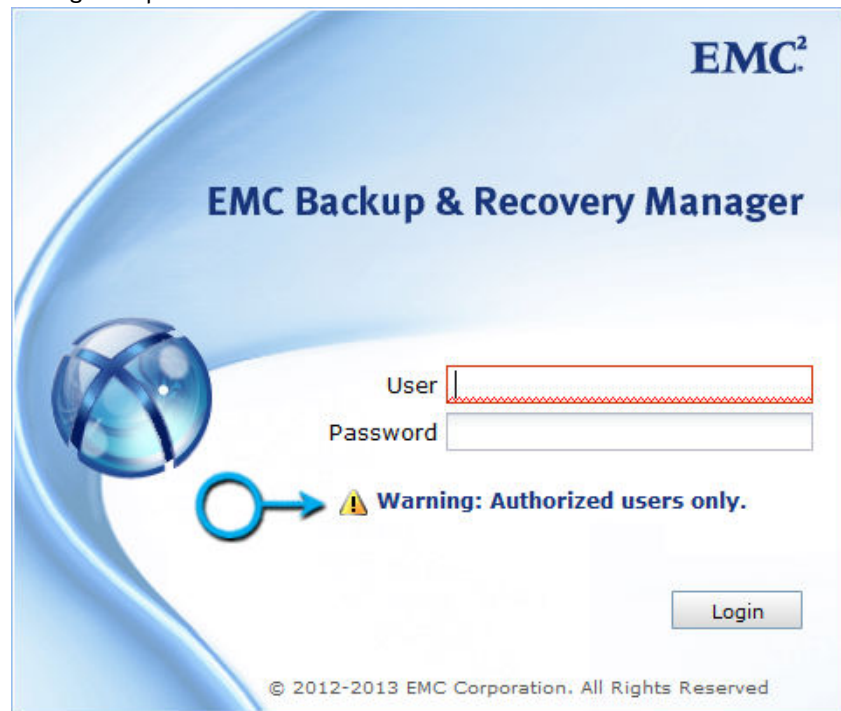 EMC²
EMC Backup & Recovery Manager
User
Password
Warning: Authorized users only.
Login
© 2012-2013 EMC Corporation. All Rights Reserved